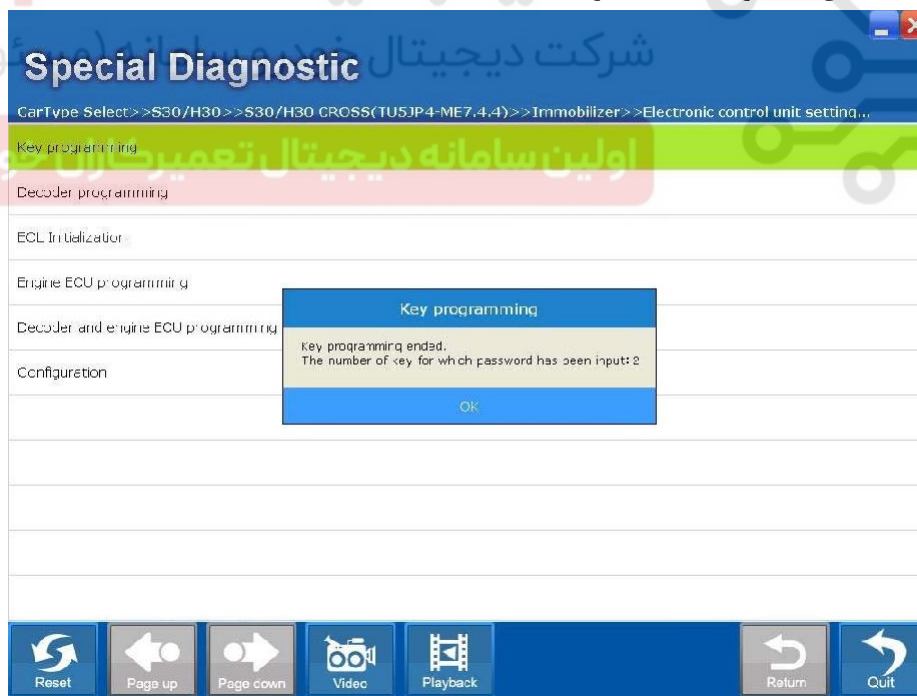 شرکت دیجیتال خودرو سامانه (مسئو
Special Diagnostic
CarType Select>>S30/H30>>S30/H30 CROSS(TU5JP4-ME7.4.4)>>Immobilizer>>Electronic control unit setting...
Key programming
اولین سامانه دیجیتال تعمیرکاران خو
Decoder programming
ECL Initialization
Engine ECU programming
Decoder and engine ECU programming
Configuration
Key programming
Key programming ended.
The number of key for which password has been input: 2
OK
Reset
Page up
Page down
Video
Playback
Return
Quit